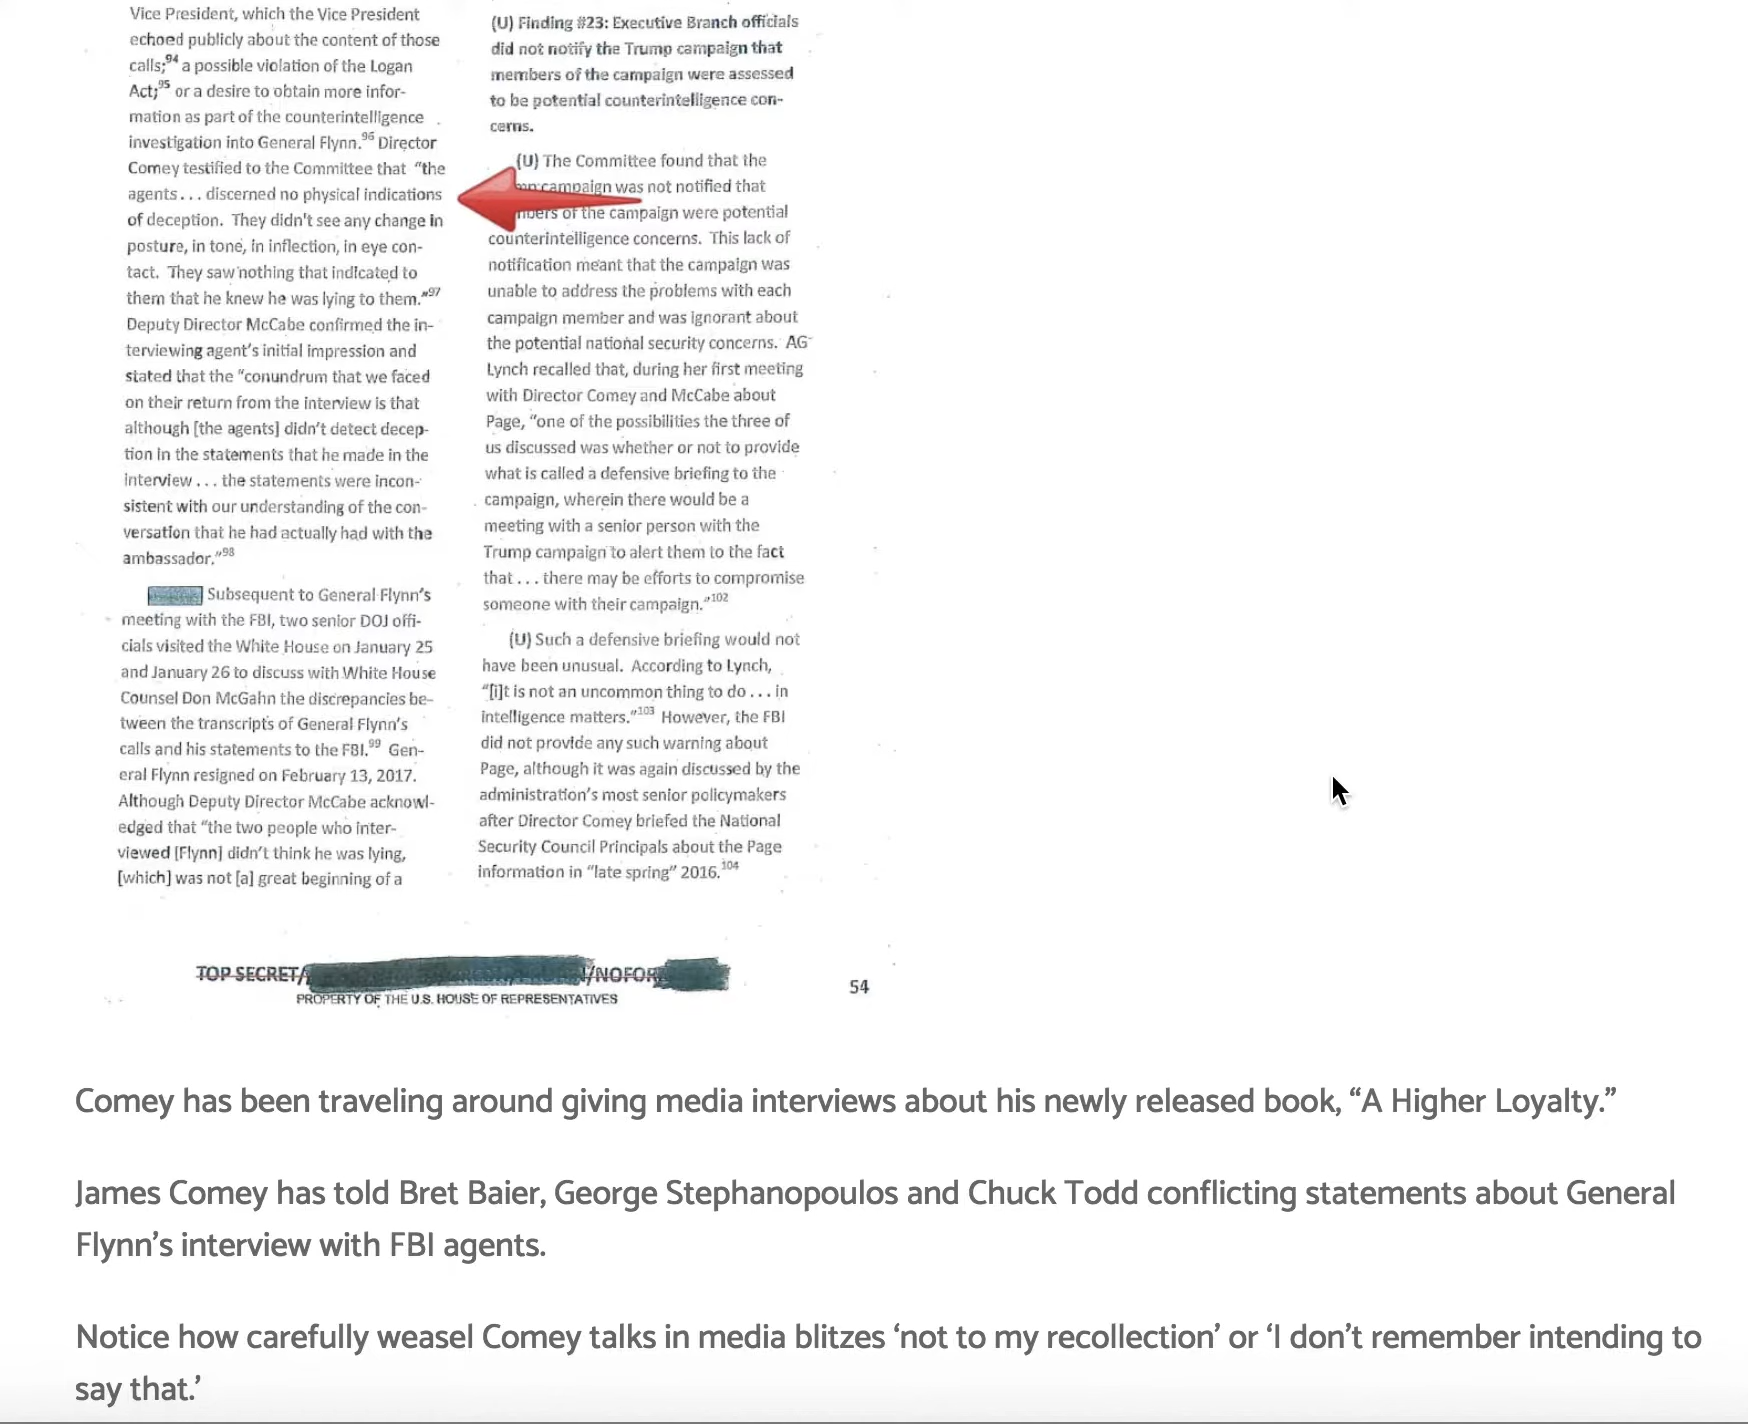 Vice President, which the Vice President
echoed publicly about the content of those
calls;94 a possible violation of the Logan
Act;95 or a desire to obtain more infor-
mation as part of the counterintelligence
investigation into General Flynn.96 Director
Comey testified to the Committee that "the
agents... discerned no physical indications
of deception. They didn't see any change in
posture, in tone, in inflection, in eye con-
tact. They saw nothing that indicated to
them that he knew he was lying to them."97
Deputy Director McCabe confirmed the in-
terviewing agent's initial impression and
stated that the "conundrum that we faced
on their return from the interview is that
although [the agents] didn't detect decep-
tion in the statements that he made in the
interview... the statements were incon-
sistent with our understanding of the con-
versation that he had actually had with the
ambassador."98
Subsequent to General Flynn's
meeting with the FBI, two senior DOJ offi-
cials visited the White House on January 25
and January 26 to discuss with White House
Counsel Don McGahn the discrepancies be-
tween the transcripts of General Flynn's
calls and his statements to the FBI.99 Gen-
eral Flynn resigned on February 13, 2017.
Although Deputy Director McCabe acknowl-
edged that "the two people who inter-
viewed [Flynn] didn't think he was lying,
[which] was not [a] great beginning of a
(U) Finding #23: Executive Branch officials
did not notify the Trump campaign that
members of the campaign were assessed
to be potential counterintelligence con-
cerns.
(U) The Committee found that the
campaign was not notified that
of the campaign were potential
counterintelligence concerns. This lack of
notification meant that the campaign was
unable to address the problems with each
campaign member and was ignorant about
the potential national security concerns. AG
Lynch recalled that, during her first meeting
with Director Comey and McCabe about
Page, "one of the possibilities the three of
us discussed was whether or not to provide
what is called a defensive briefing to the
campaign, wherein there would be a
meeting with a senior person with the
Trump campaign to alert them to the fact
that... there may be efforts to compromise
someone with their campaign."102
(U) Such a defensive briefing would not
have been unusual. According to Lynch,
"[i]t is not an uncommon thing to do... in
intelligence matters."103 However, the FBI
did not provide any such warning about
Page, although it was again discussed by the
administration's most senior policymakers
after Director Comey briefed the National
Security Council Principals about the Page
information in "late spring" 2016.104
TOP SECRET/ /NOFOR
PROPERTY OF THE U.S. HOUSE OF REPRESENTATIVES
54
Comey has been traveling around giving media interviews about his newly released book, “A Higher Loyalty.”
James Comey has told Bret Baier, George Stephanopoulos and Chuck Todd conflicting statements about General
Flynn’s interview with FBI agents.
Notice how carefully weasel Comey talks in media blitzes ‘not to my recollection’ or ‘I don’t remember intending to
say that.’